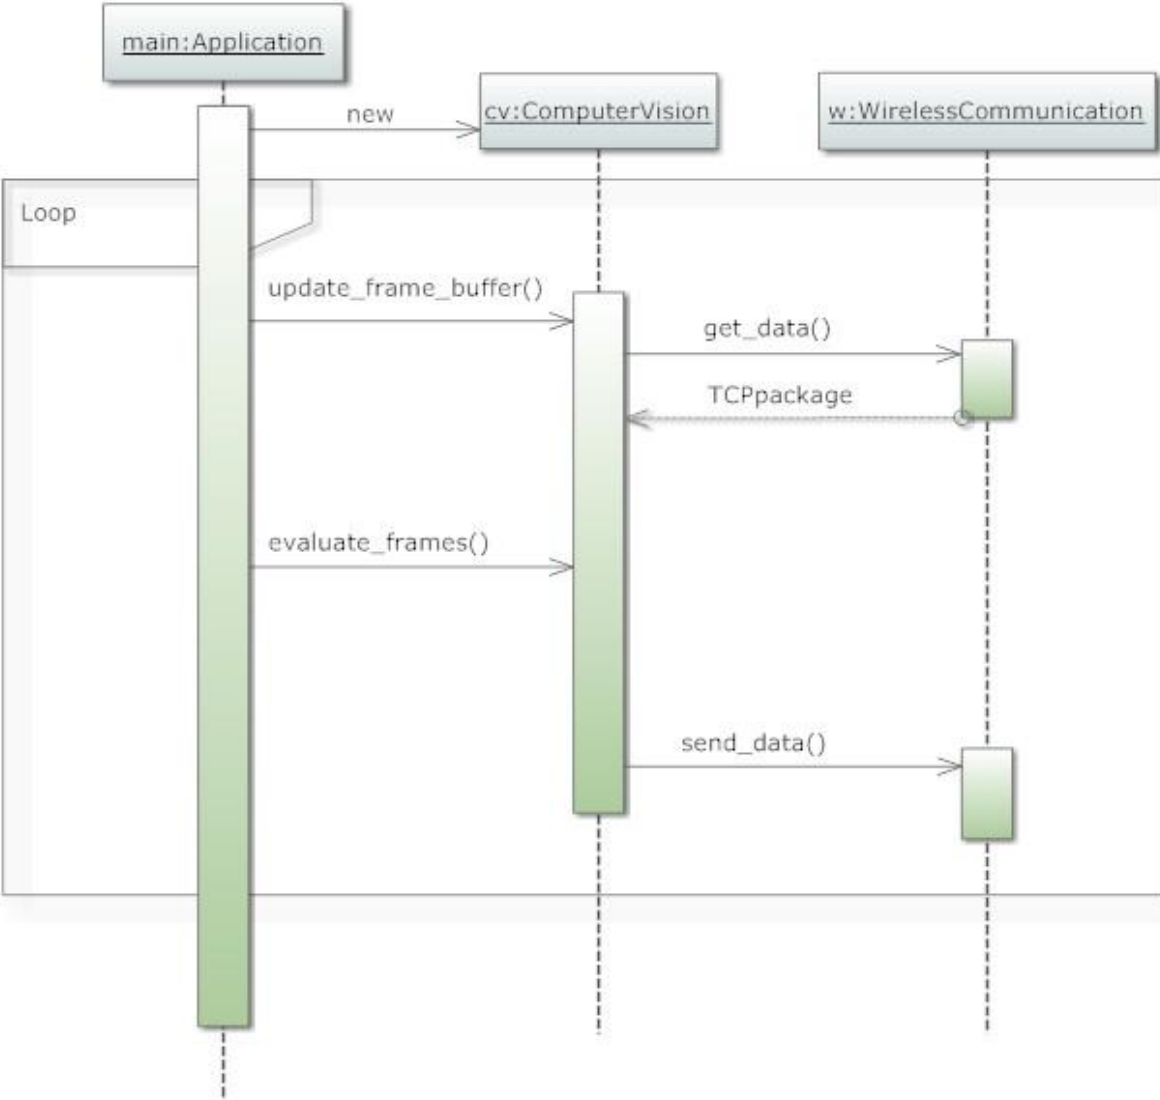 main:Application
new
cv:ComputerVision
w:WirelessCommunication
Loop
update_frame_buffer()
get_data()
TCPpackage
evaluate_frames()
send_data()